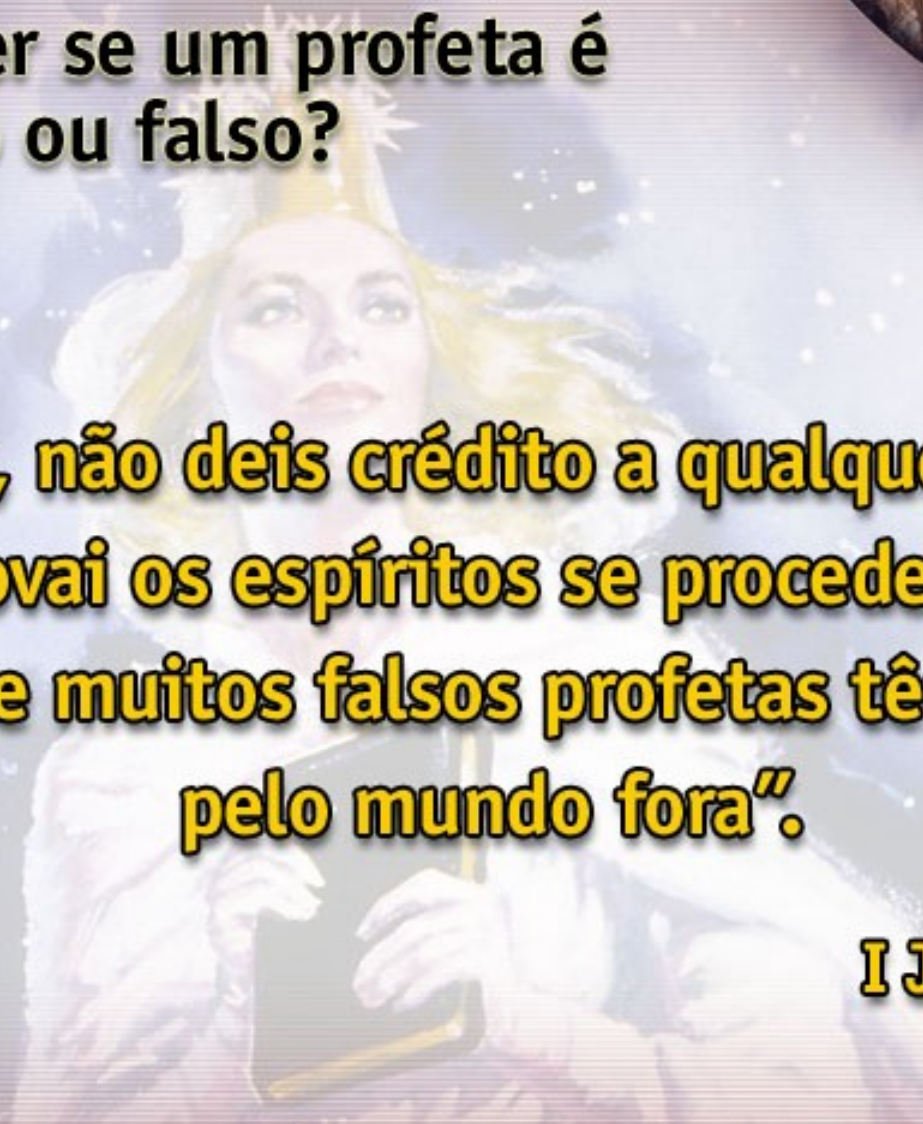 er se um profeta é
ou falso?
, não deis crédito a qualqu
ovai os espíritos se procede
e muitos falsos profetas tê
pelo mundo fora”.
I J